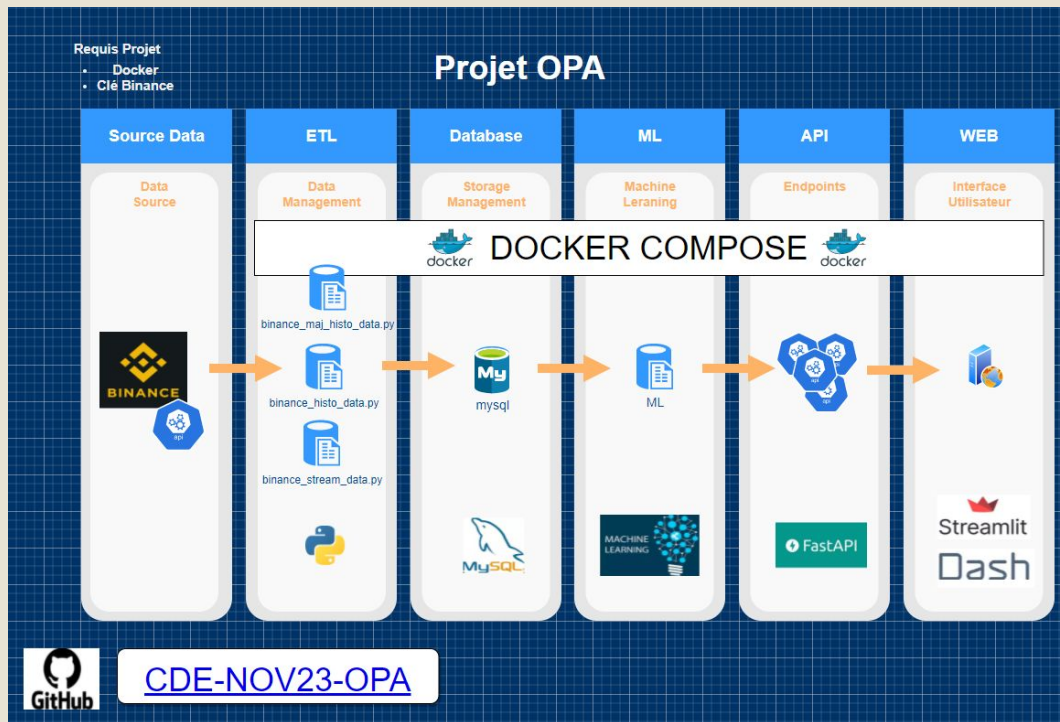 Requis Projet
• Docker
• Clé Binance
Projet OPA
Source Data
ETL
Database
ML
API
WEB
Data
Source
Data
Management
Storage
Management
Machine
Leraning
Endpoints
Interface
Utilisateur
docker
DOCKER COMPOSE
docker
binance_maj_histo_data.py
BINANCE
api
binance_histo_data.py
My
mysql
ML
api
api
binance_stream_data.py
MySQL
MACHINE
LEARNING
FastAPI
Streamlit
Dash
GitHub
CDE-NOV23-OPA